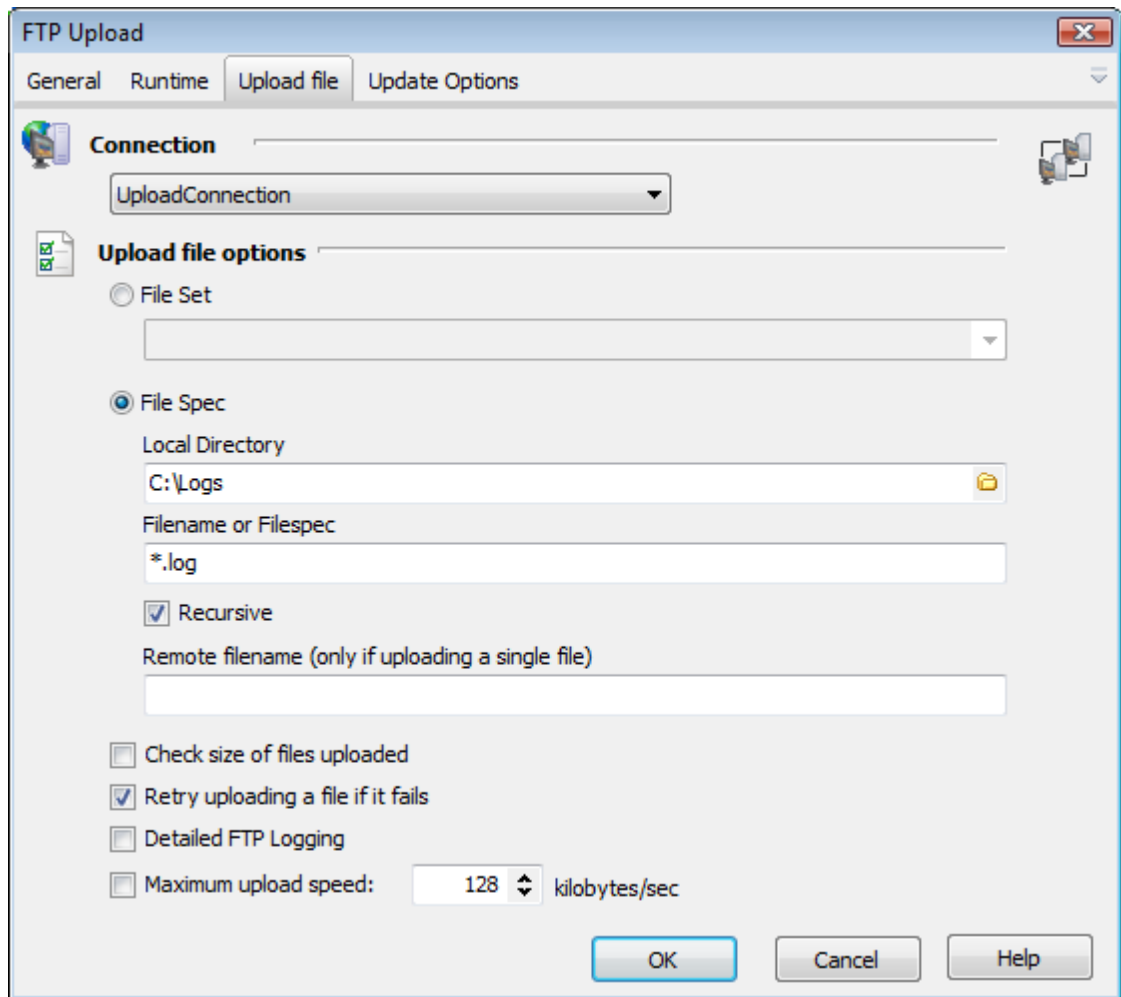 FTP Upload
General Runtime Upload file Update Options
Connection
UploadConnection
Upload file options
File Set
File Spec
Local Directory
C:\Logs
Filename or Filespec
*.log
Recursive
Remote filename (only if uploading a single file)
Check size of files uploaded
Retry uploading a file if it fails
Detailed FTP Logging
Maximum upload speed: 128 kilobytes/sec
OK Cancel Help